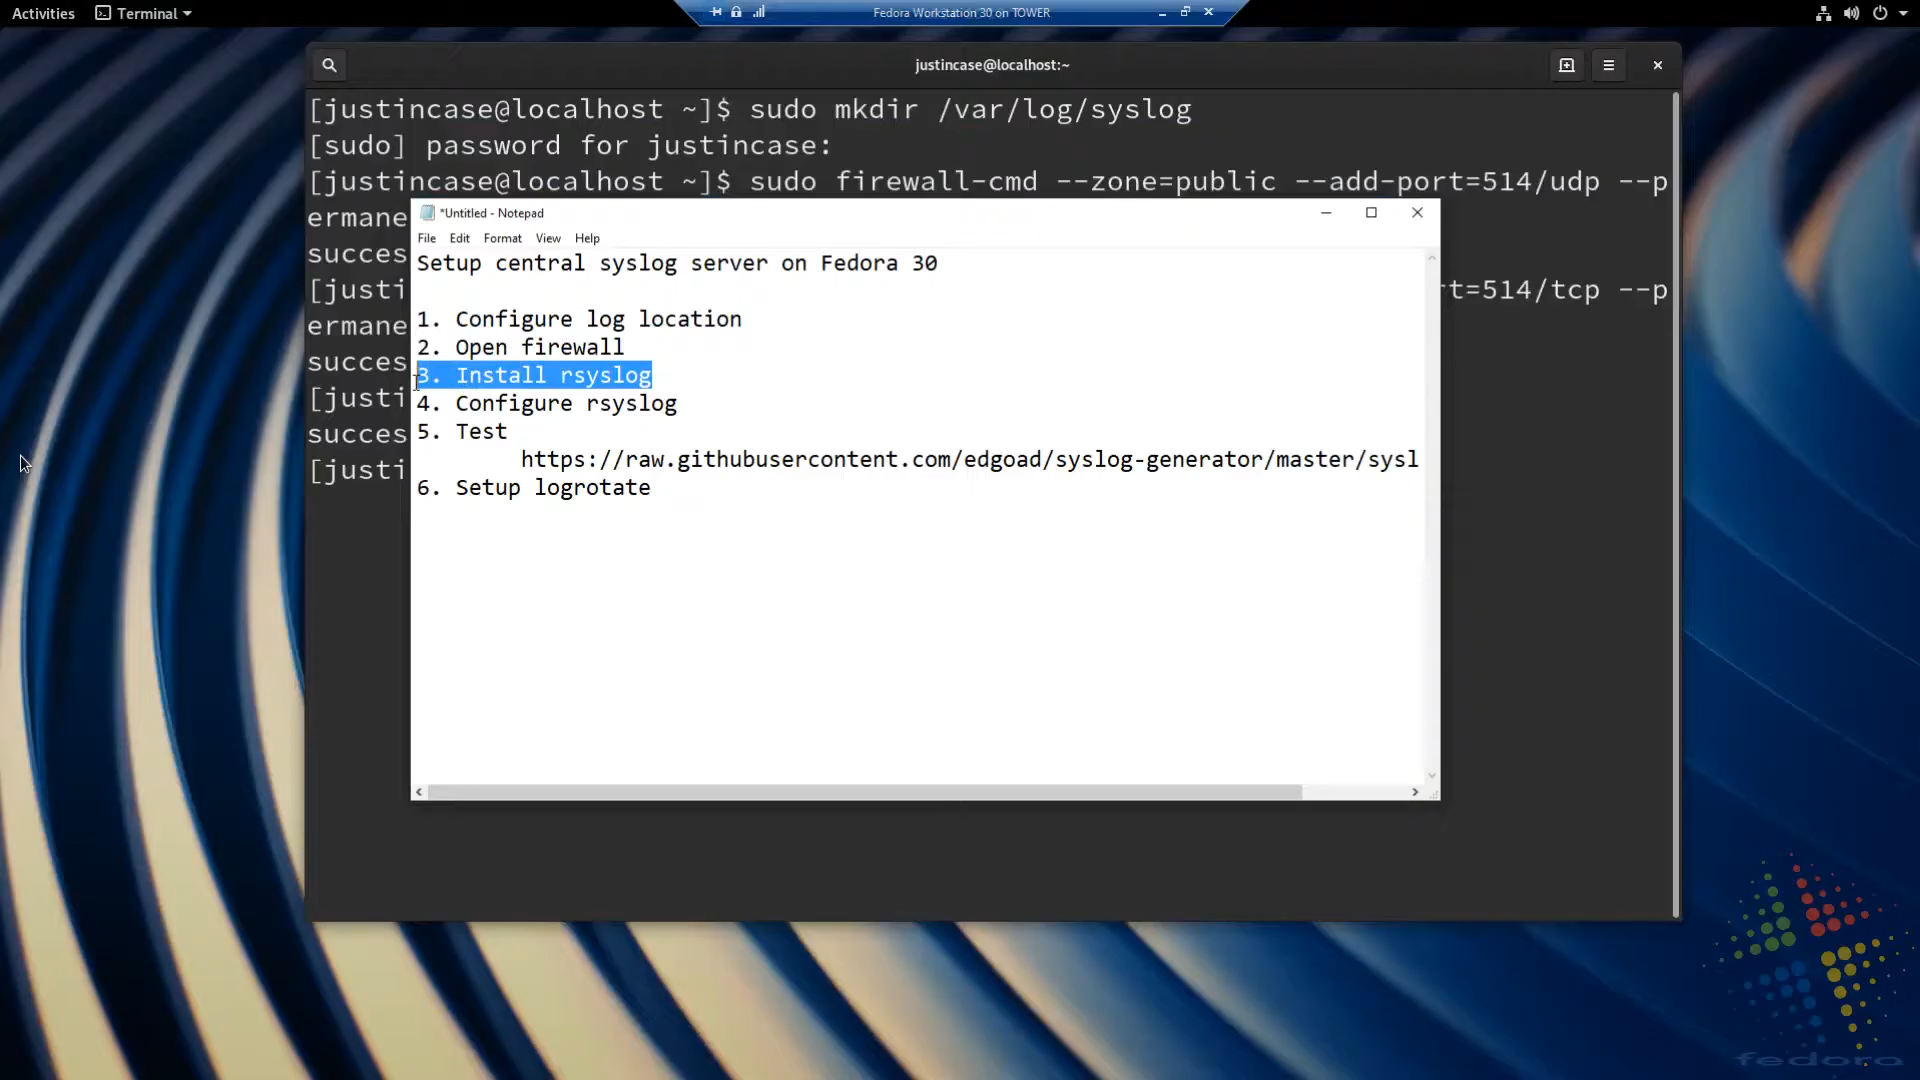 Activities Terminal
Fedora Workstation 30 on TOWER
justincase@localhost:~
[justincase@localhost ~]$ sudo mkdir /var/log/syslog
[sudo] password for justincase:
[justincase@localhost ~]$ sudo firewall-cmd --zone=public --add-port=514/udp --p
ermane
succes
[justi t=514/tcp --p
ermane
succes
[justi
succes
[justi
*Untitled - Notepad
File Edit Format View Help
Setup central syslog server on Fedora 30
1. Configure log location
2. Open firewall
3. Install rsyslog
4. Configure rsyslog
5. Test
https://raw.githubusercontent.com/edgoad/syslog-generator/master/sysl
6. Setup logrotate
fedora